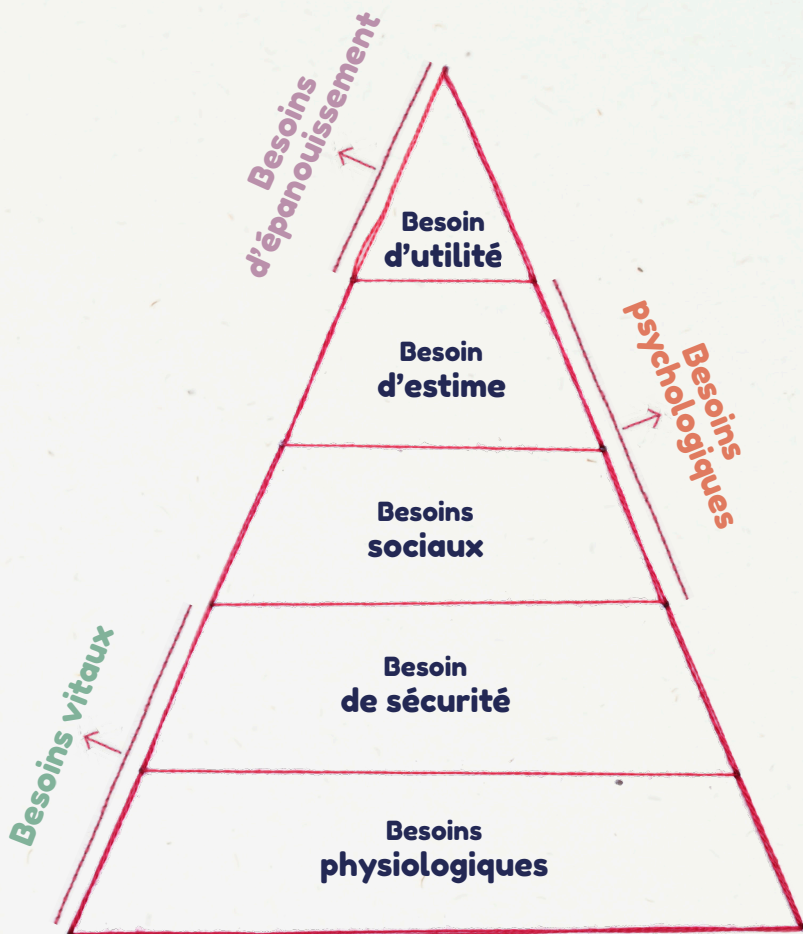 Besoins
d'épanouissement
Besoin
d'utilité
Besoin
d'estime
Besoins
psychologiques
Besoins
sociaux
Besoin
de sécurité
Besoins vitaux
Besoins
physiologiques